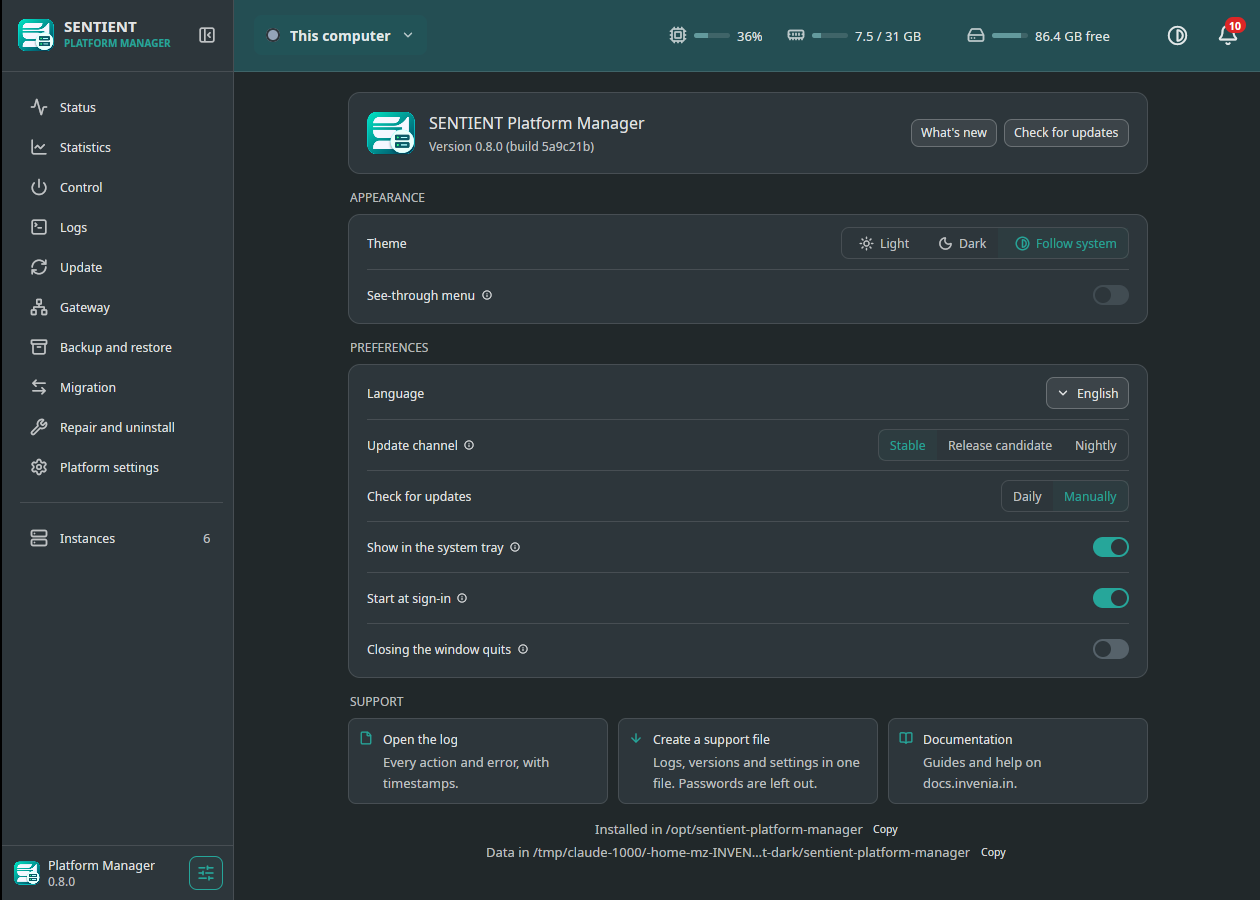 SENTIENT
PLATFORM MANAGER
This computer
36%
7.5 / 31 GB
86.4 GB free
10
Status
Statistics
Control
Logs
Update
Gateway
Backup and restore
Migration
Repair and uninstall
Platform settings
Instances 6
Platform Manager
0.8.0
SENTIENT Platform Manager
Version 0.8.0 (build 5a9c21b)
What's new
Check for updates
APPEARANCE
Theme
Light Dark Follow system
See-through menu
PREFERENCES
Language
English
Update channel
Stable Release candidate Nightly
Check for updates
Daily Manually
Show in the system tray
Start at sign-in
Closing the window quits
SUPPORT
Open the log
Every action and error, with
timestamps.
Create a support file
Logs, versions and settings in one
file. Passwords are left out.
Documentation
Guides and help on
docs.invenia.in.
Installed in /opt/sentient-platform-manager Copy
Data in /tmp/claude-1000/-home-mz-INVEN...t-dark/sentient-platform-manager Copy